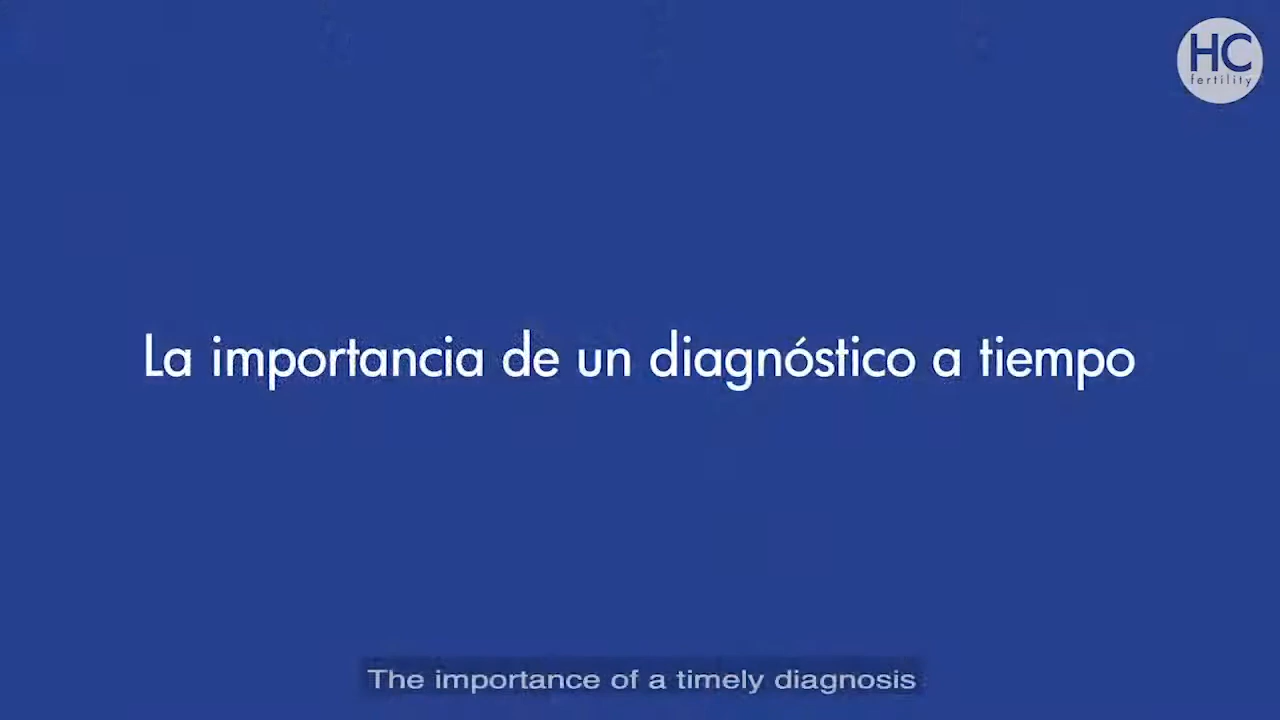 HC
fertility
La importancia de un diagnóstico a tiempo
The importance of a timely diagnosis